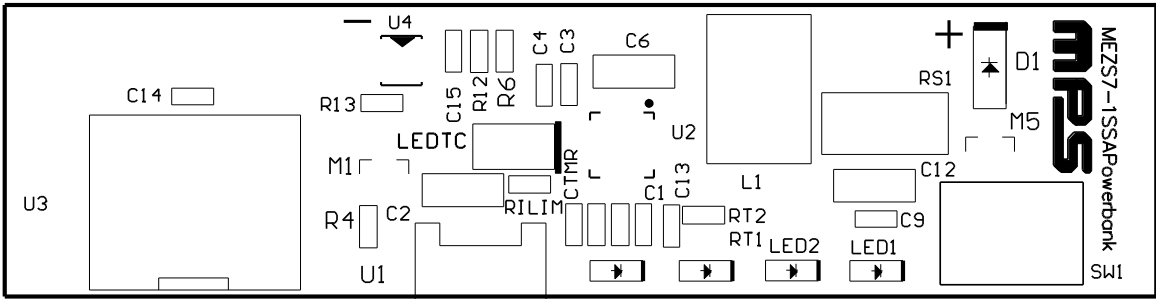 U4
C4
C3
C6
C14
R13
C15
R12
R6
LEDTC
U2
RS1
D1
M5
mps
MEZS7-1SSAPowerbank
M1
CTMR
C13
L1
C12
U3
R4
C2
RILIM
C1
RT2
RT1
C9
U1
LED2
LED1
SW1